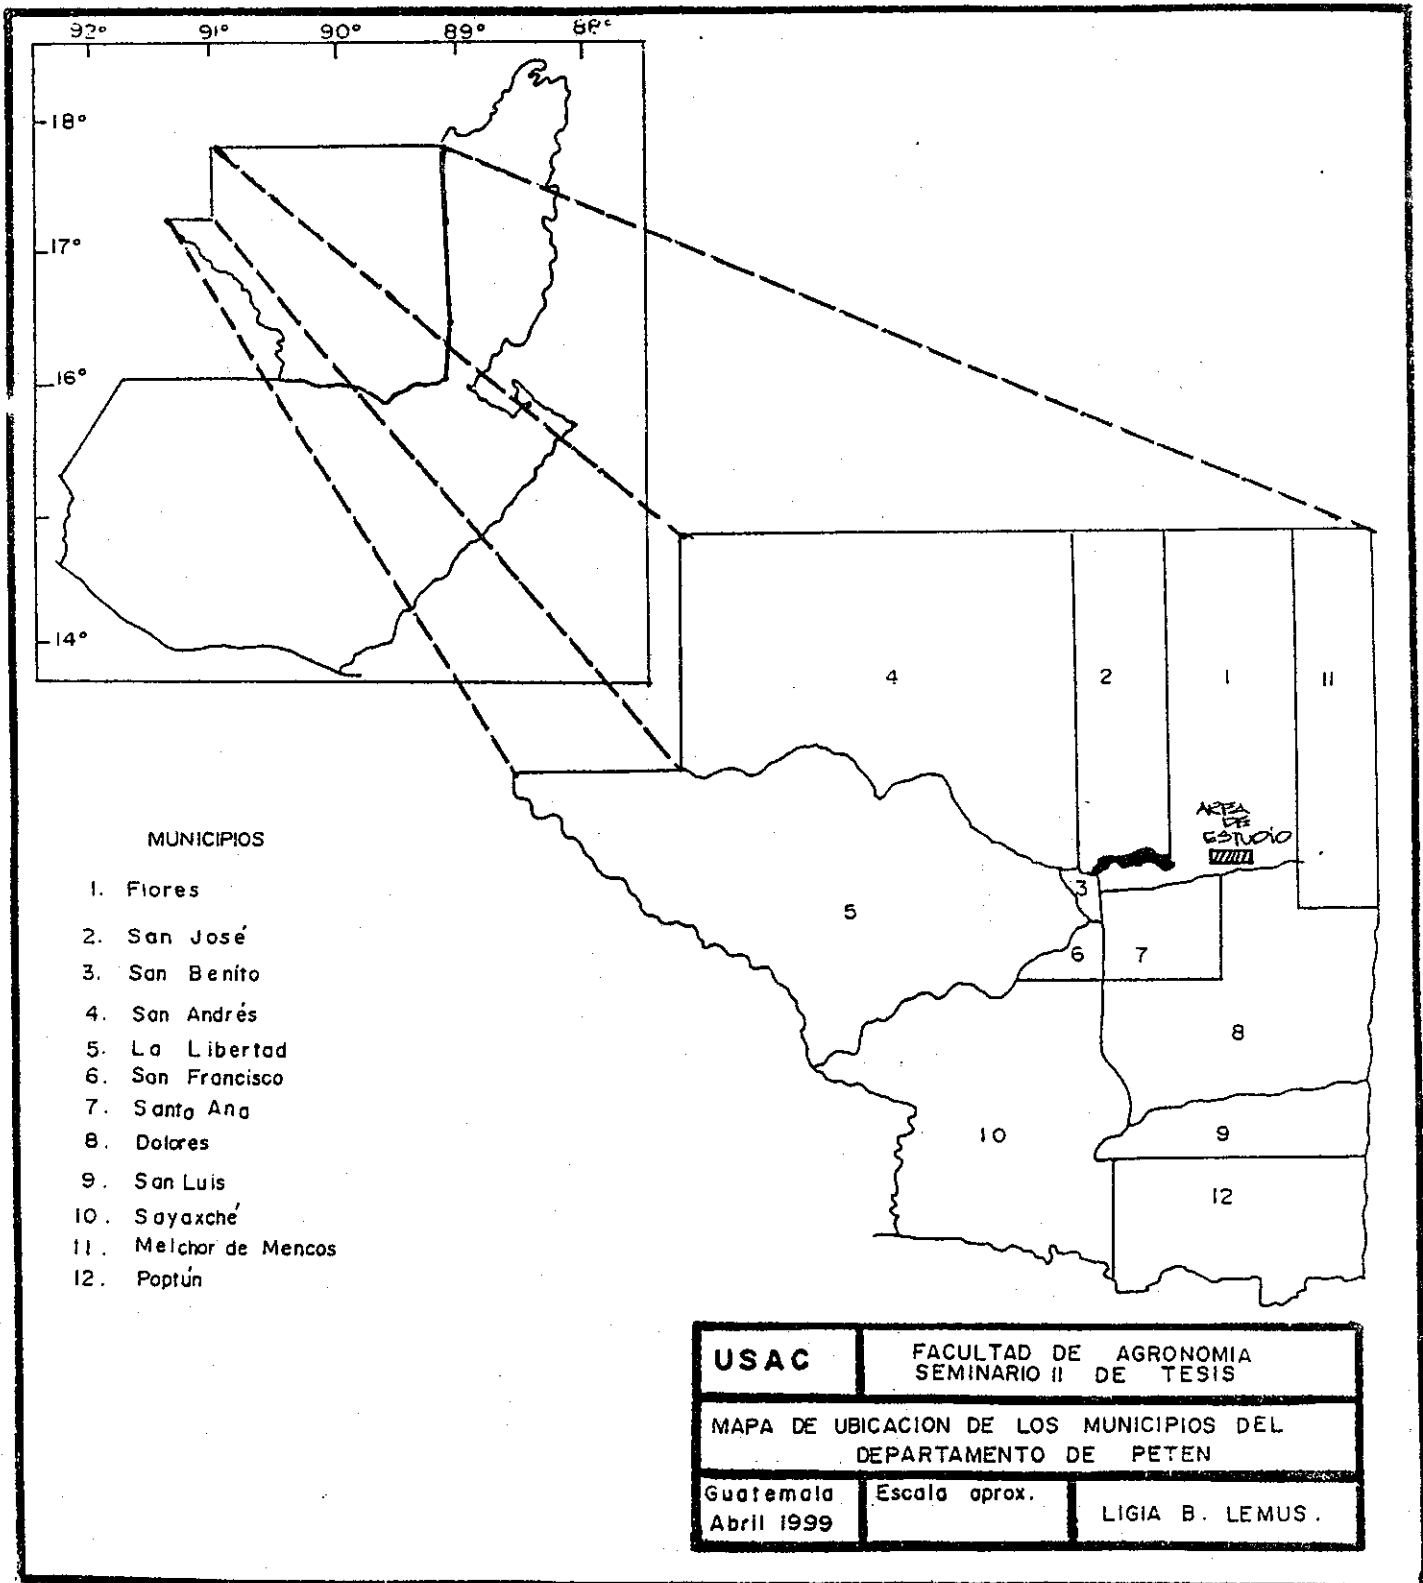 92° 91° 90° 89° 88°
18°
17°
16°
14°
4 2 1 11
AREA
DE
ESTUDIO
3
5
6 7
8
10 9
12
MUNICIPIOS
1. Flores
2. San José
3. San Benito
4. San Andrés
5. La Libertad
6. San Francisco
7. Santa Ana
8. Dolores
9. San Luis
10. Sayaxché
11. Melchor de Mencos
12. Poptún
USAC
FACULTAD DE AGRONOMIA
SEMINARIO II DE TESIS
MAPA DE UBICACION DE LOS MUNICIPIOS DEL
DEPARTAMENTO DE PETEN
Guatemala
Abril 1999
Escala aprox.
LIGIA B. LEMUS.